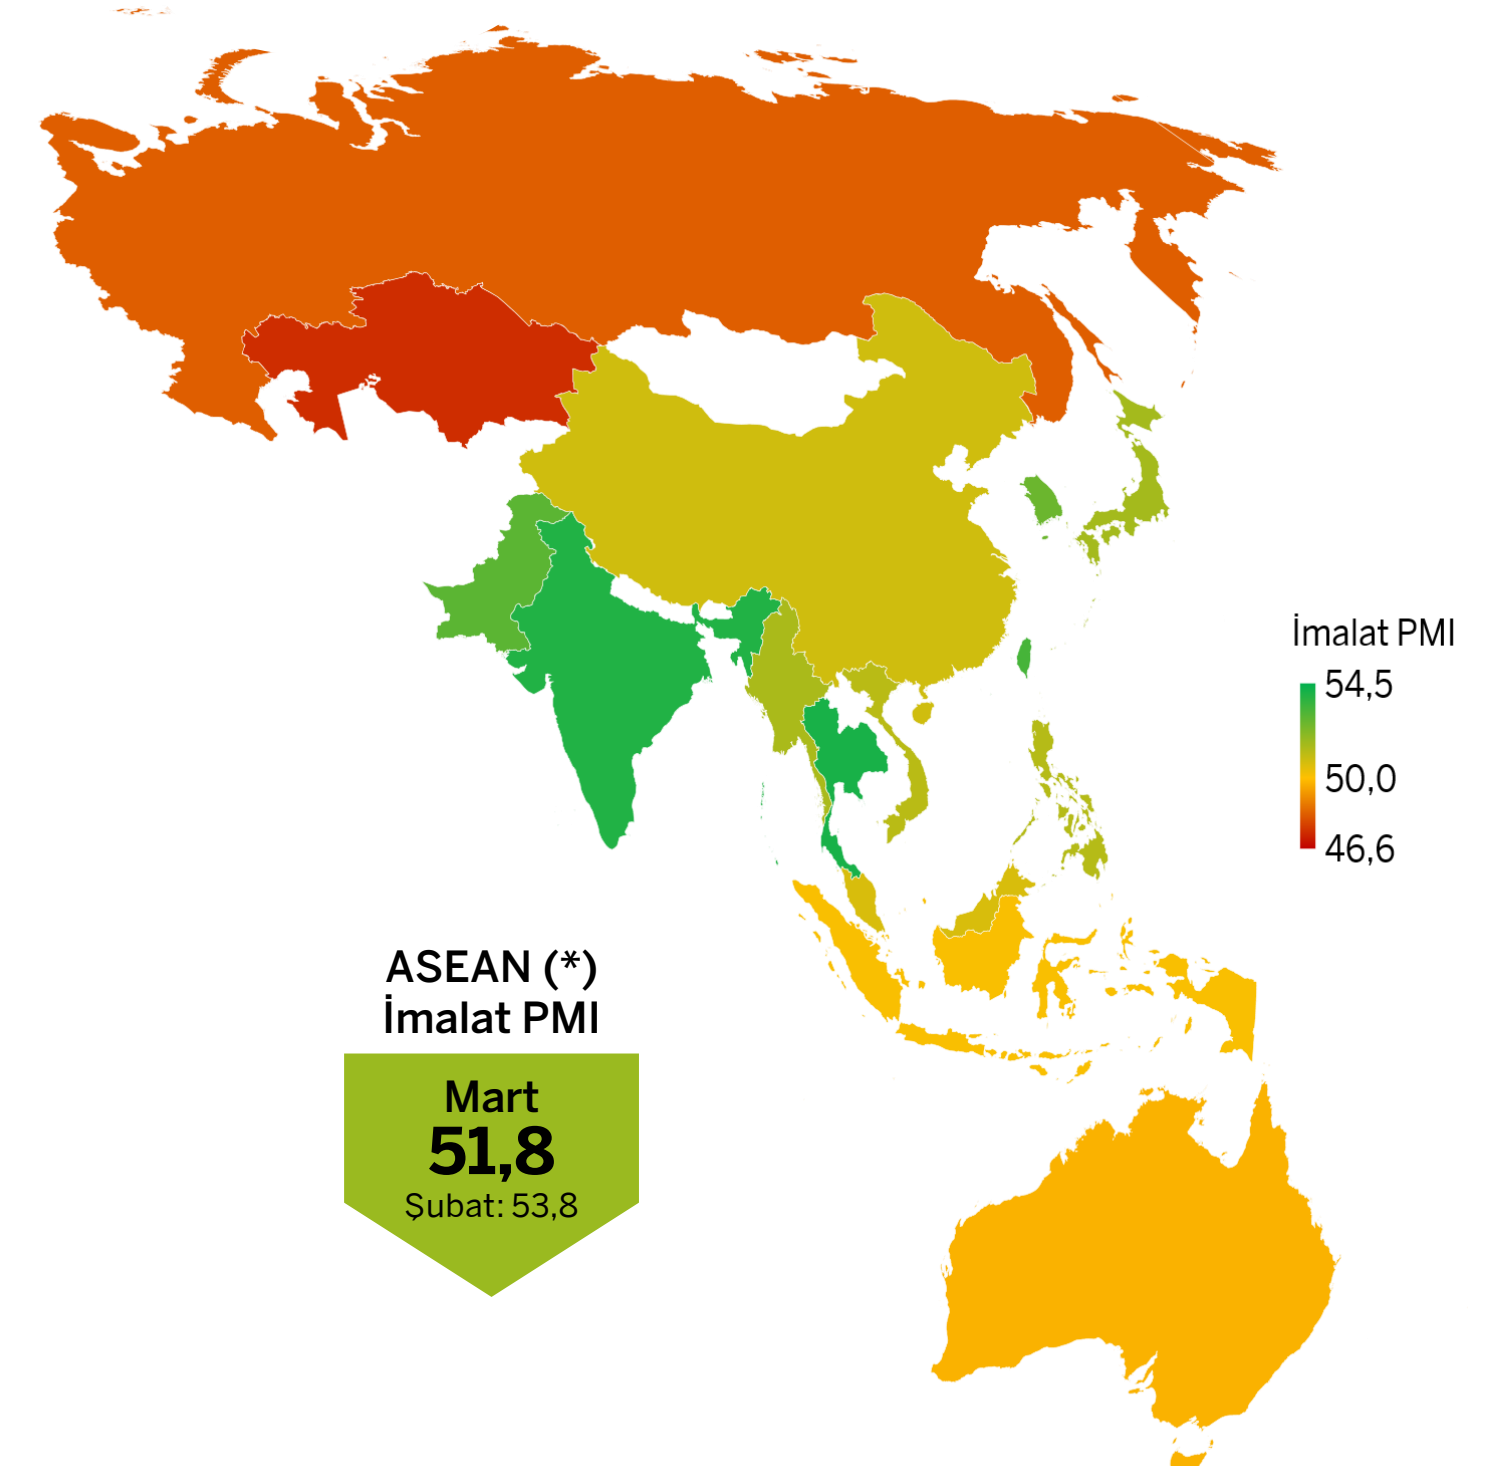 İmalat PMI
54,5
50,0
46,6
ASEAN (*)
İmalat PMI
Mart
51,8
Şubat: 53,8